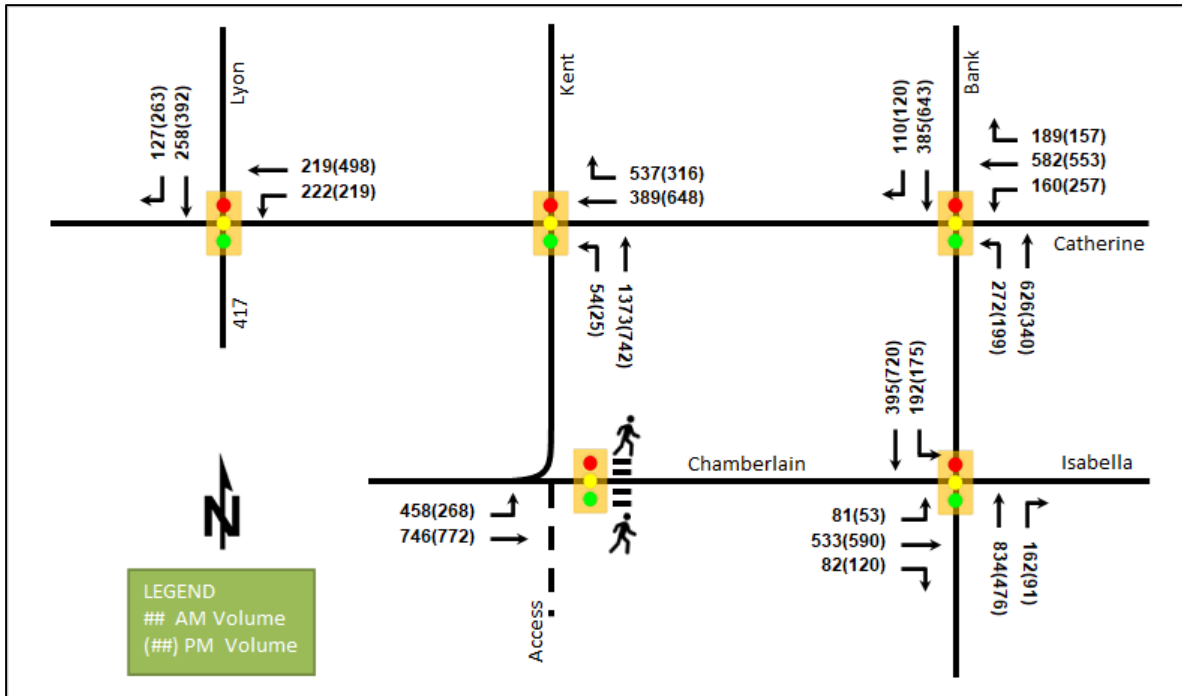 Lyon
127(263)
258(392)
219(498)
222(219)
417
Kent
537(316)
389(648)
54(25)
1373(742)
Bank
110(120)
385(643)
189(157)
582(553)
160(257)
Catherine
272(199)
626(340)
395(720)
192(175)
Chamberlain
Isabella
458(268)
746(772)
81(53)
533(590)
82(120)
834(476)
162(91)
Access
N
LEGEND
## AM Volume
(##) PM Volume